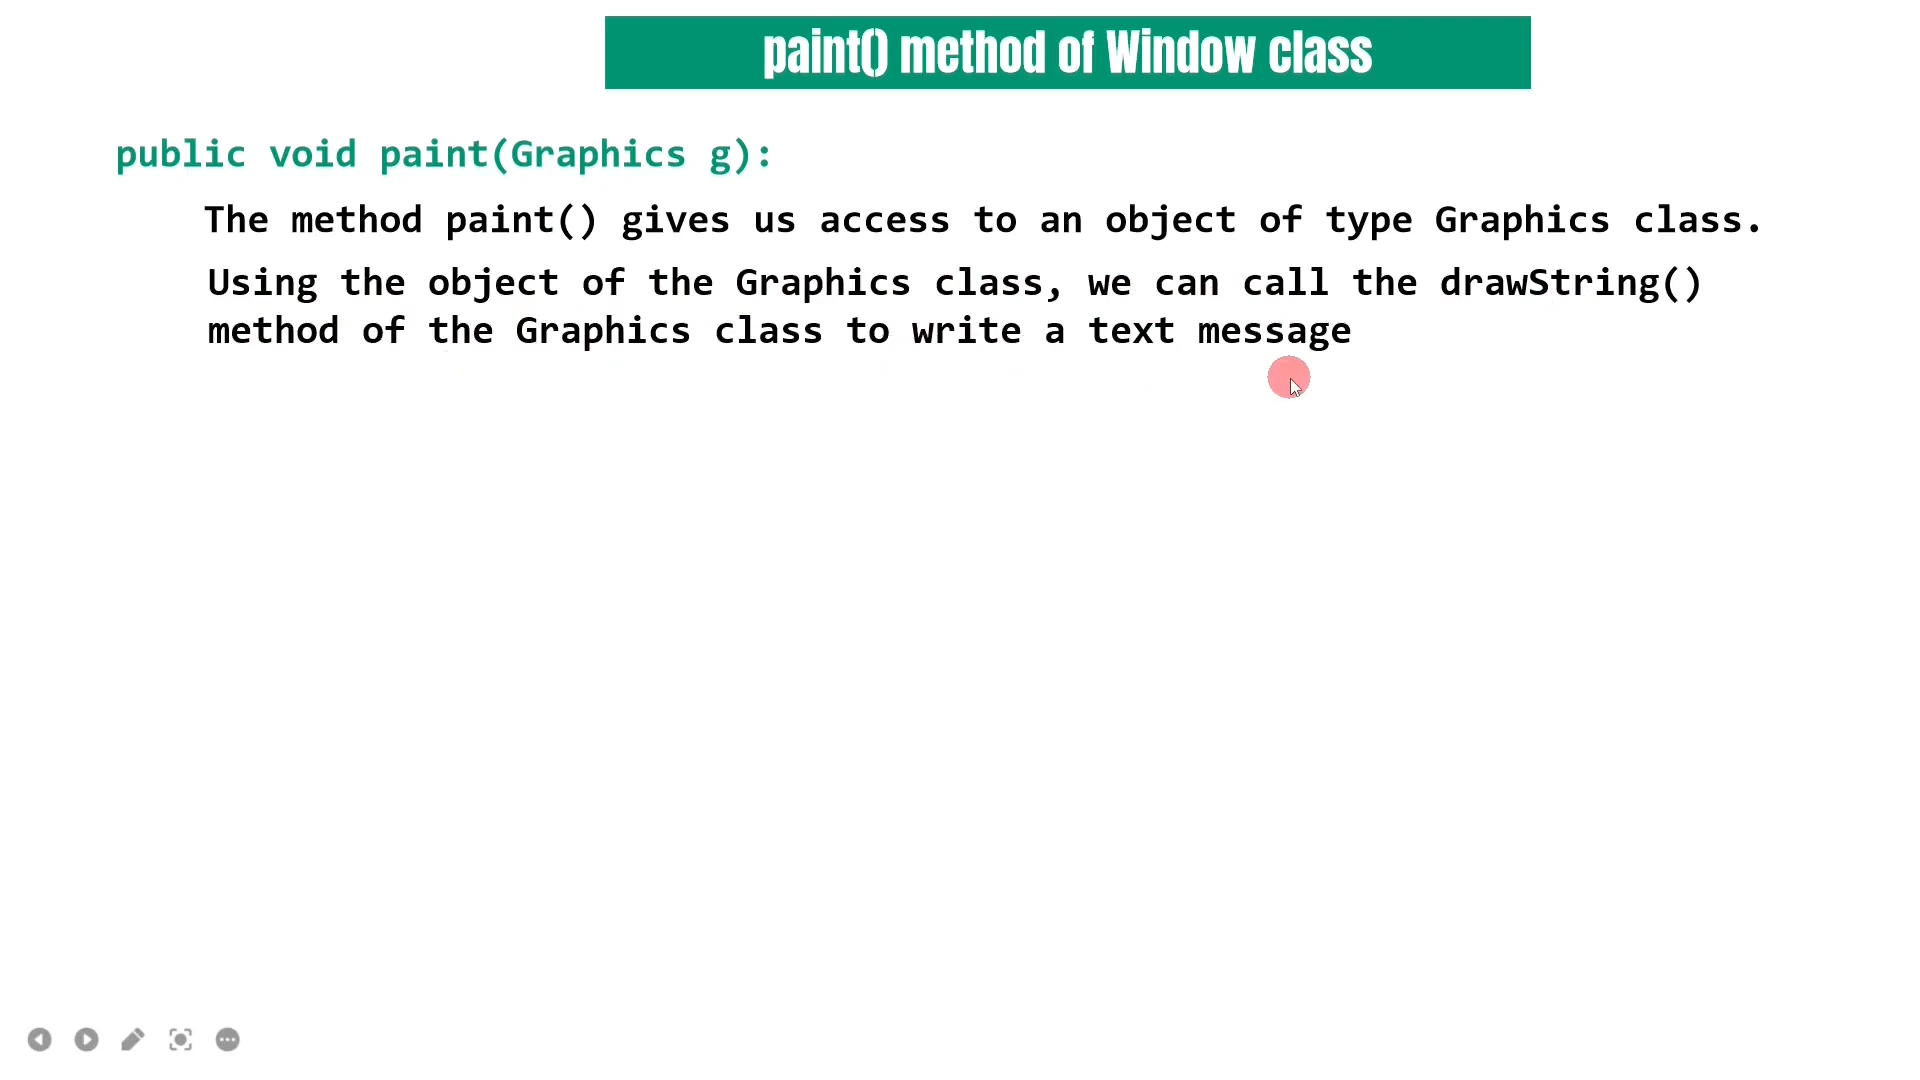 paint() method of Window class
public void paint(Graphics g):
The method paint() gives us access to an object of type Graphics class.
Using the object of the Graphics class, we can call the drawString()
method of the Graphics class to write a text message